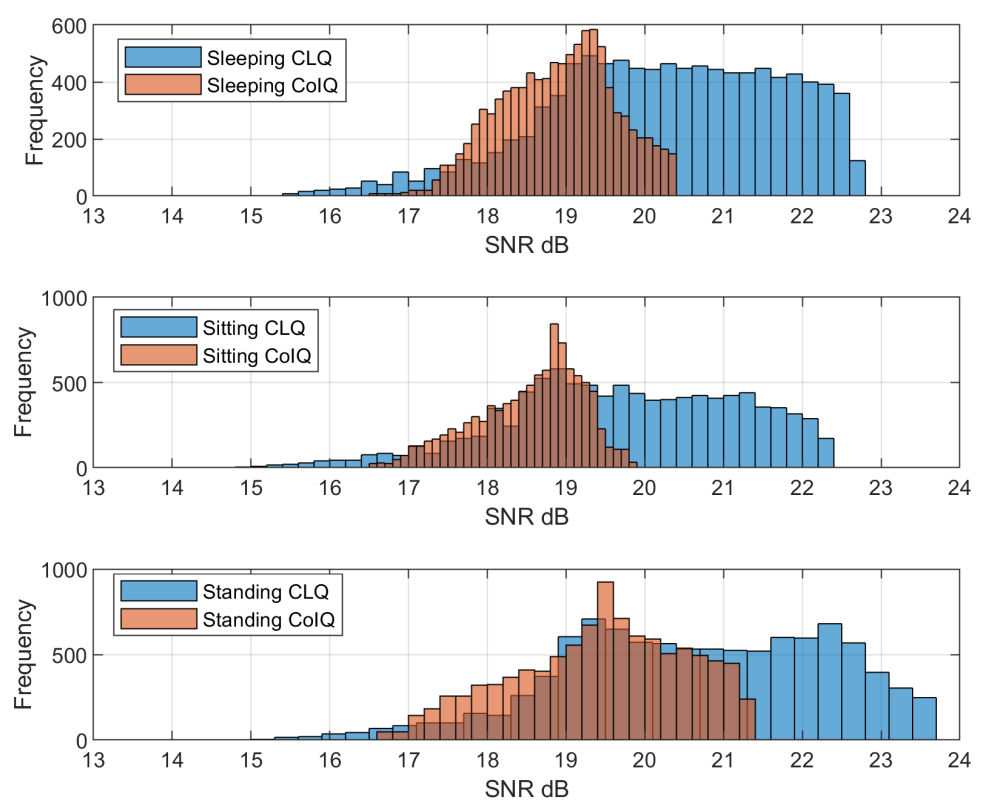 600
400
200
0
Frequency
Sleeping CLQ
Sleeping CoIQ
13 14 15 16 17 18 19 20 21 22 23 24
SNR dB
1000
500
0
Frequency
Sitting CLQ
Sitting CoIQ
13 14 15 16 17 18 19 20 21 22 23 24
SNR dB
1000
500
0
Frequency
Standing CLQ
Standing CoIQ
13 14 15 16 17 18 19 20 21 22 23 24
SNR dB